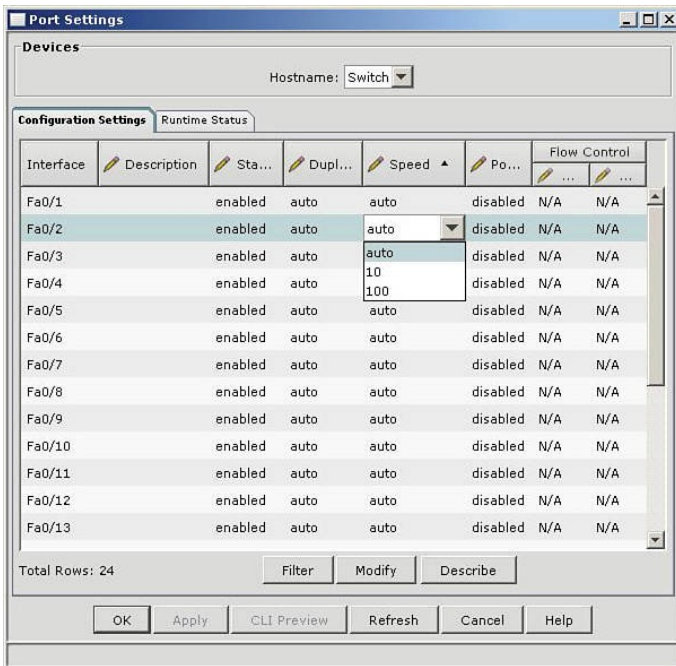 Port Settings
Devices
Hostname: Switch
Configuration Settings Runtime Status
Interface Description Sta... Dupl... Speed Po... Flow Control
... ...
Fa0/1 enabled auto auto disabled N/A N/A
Fa0/2 enabled auto auto disabled N/A N/A
Fa0/3 enabled auto auto disabled N/A N/A
Fa0/4 enabled auto 10 disabled N/A N/A
100
Fa0/5 enabled auto auto disabled N/A N/A
Fa0/6 enabled auto auto disabled N/A N/A
Fa0/7 enabled auto auto disabled N/A N/A
Fa0/8 enabled auto auto disabled N/A N/A
Fa0/9 enabled auto auto disabled N/A N/A
Fa0/10 enabled auto auto disabled N/A N/A
Fa0/11 enabled auto auto disabled N/A N/A
Fa0/12 enabled auto auto disabled N/A N/A
Fa0/13 enabled auto auto disabled N/A N/A
Total Rows: 24 Filter Modify Describe
OK Apply CLI Preview Refresh Cancel Help